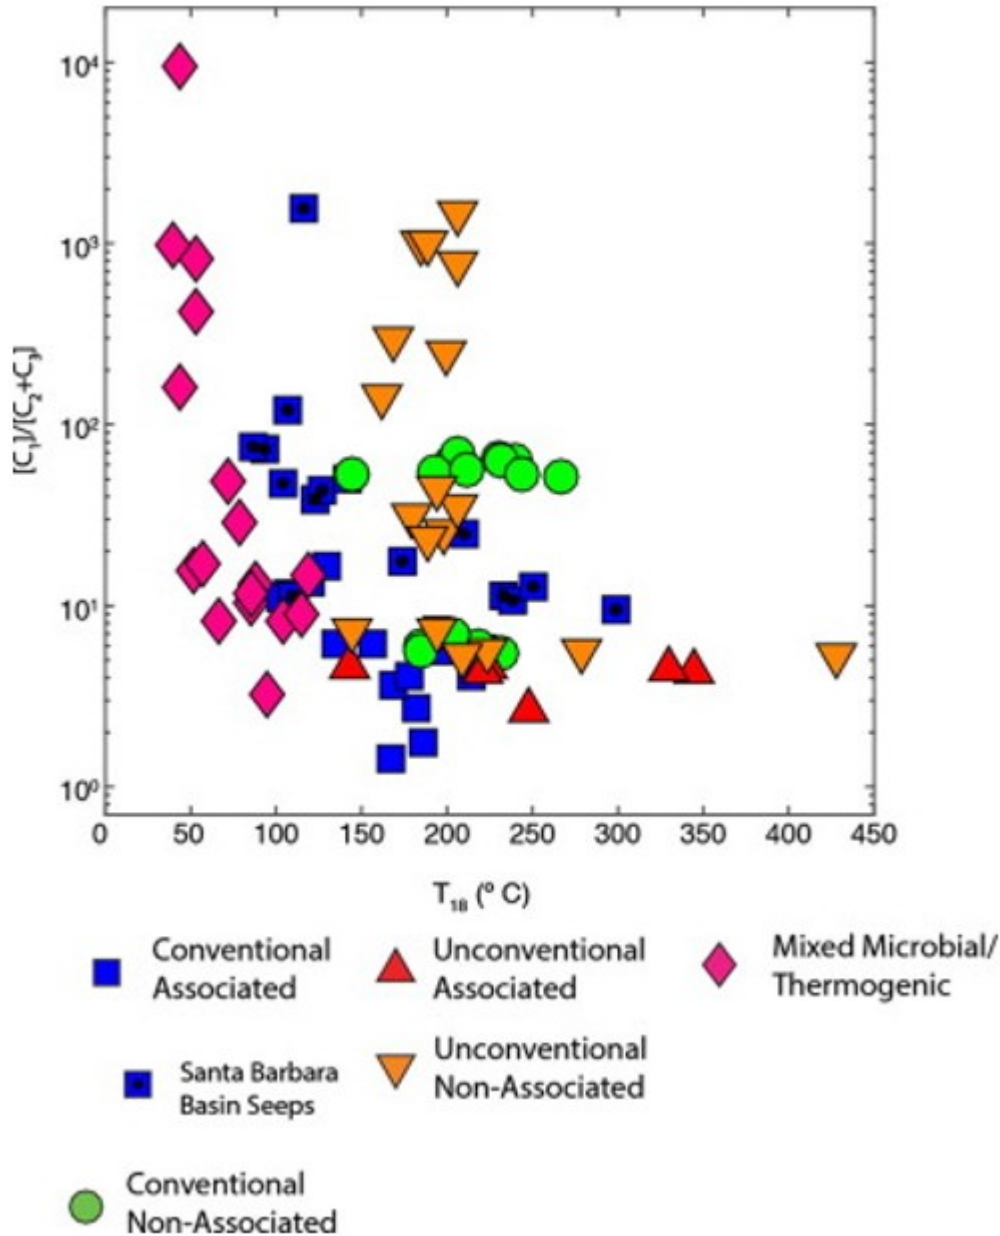 10⁴
10³
10²
10¹
10⁰
[C₁]/[C₂+C₃]
0 50 100 150 200 250 300 350 400 450
T₁₈ (º C)
Conventional
Associated
Unconventional
Associated
Mixed Microbial/
Thermogenic
Santa Barbara
Basin Seeps
Unconventional
Non-Associated
Conventional
Non-Associated